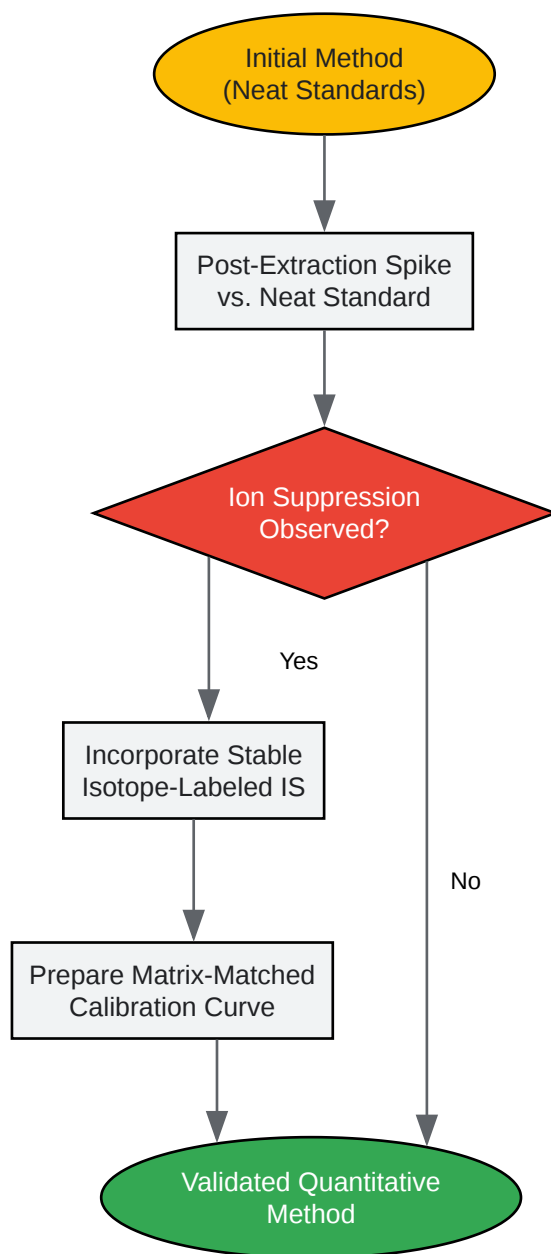 Initial Method
(Neat Standards)
Post-Extraction Spike
vs. Neat Standard
Ion Suppression
Observed?
Yes
Incorporate Stable
Isotope-Labeled IS
No
Prepare Matrix-Matched
Calibration Curve
Validated Quantitative
Method